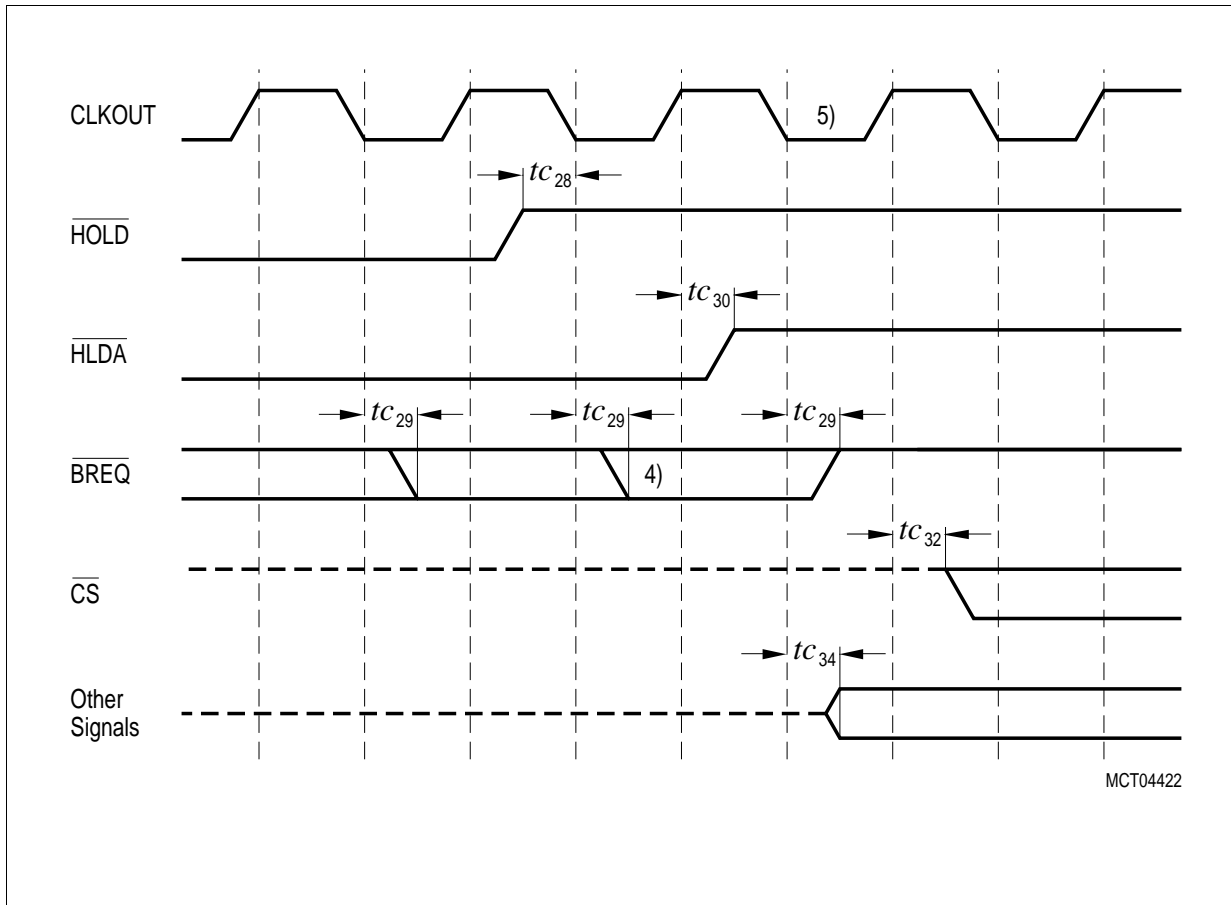 CLKOUT
5)
tc28
HOLD
tc30
HLDA
tc29 tc29 tc29
BREQ
4)
tc32
CS
tc34
Other
Signals
MCT04422